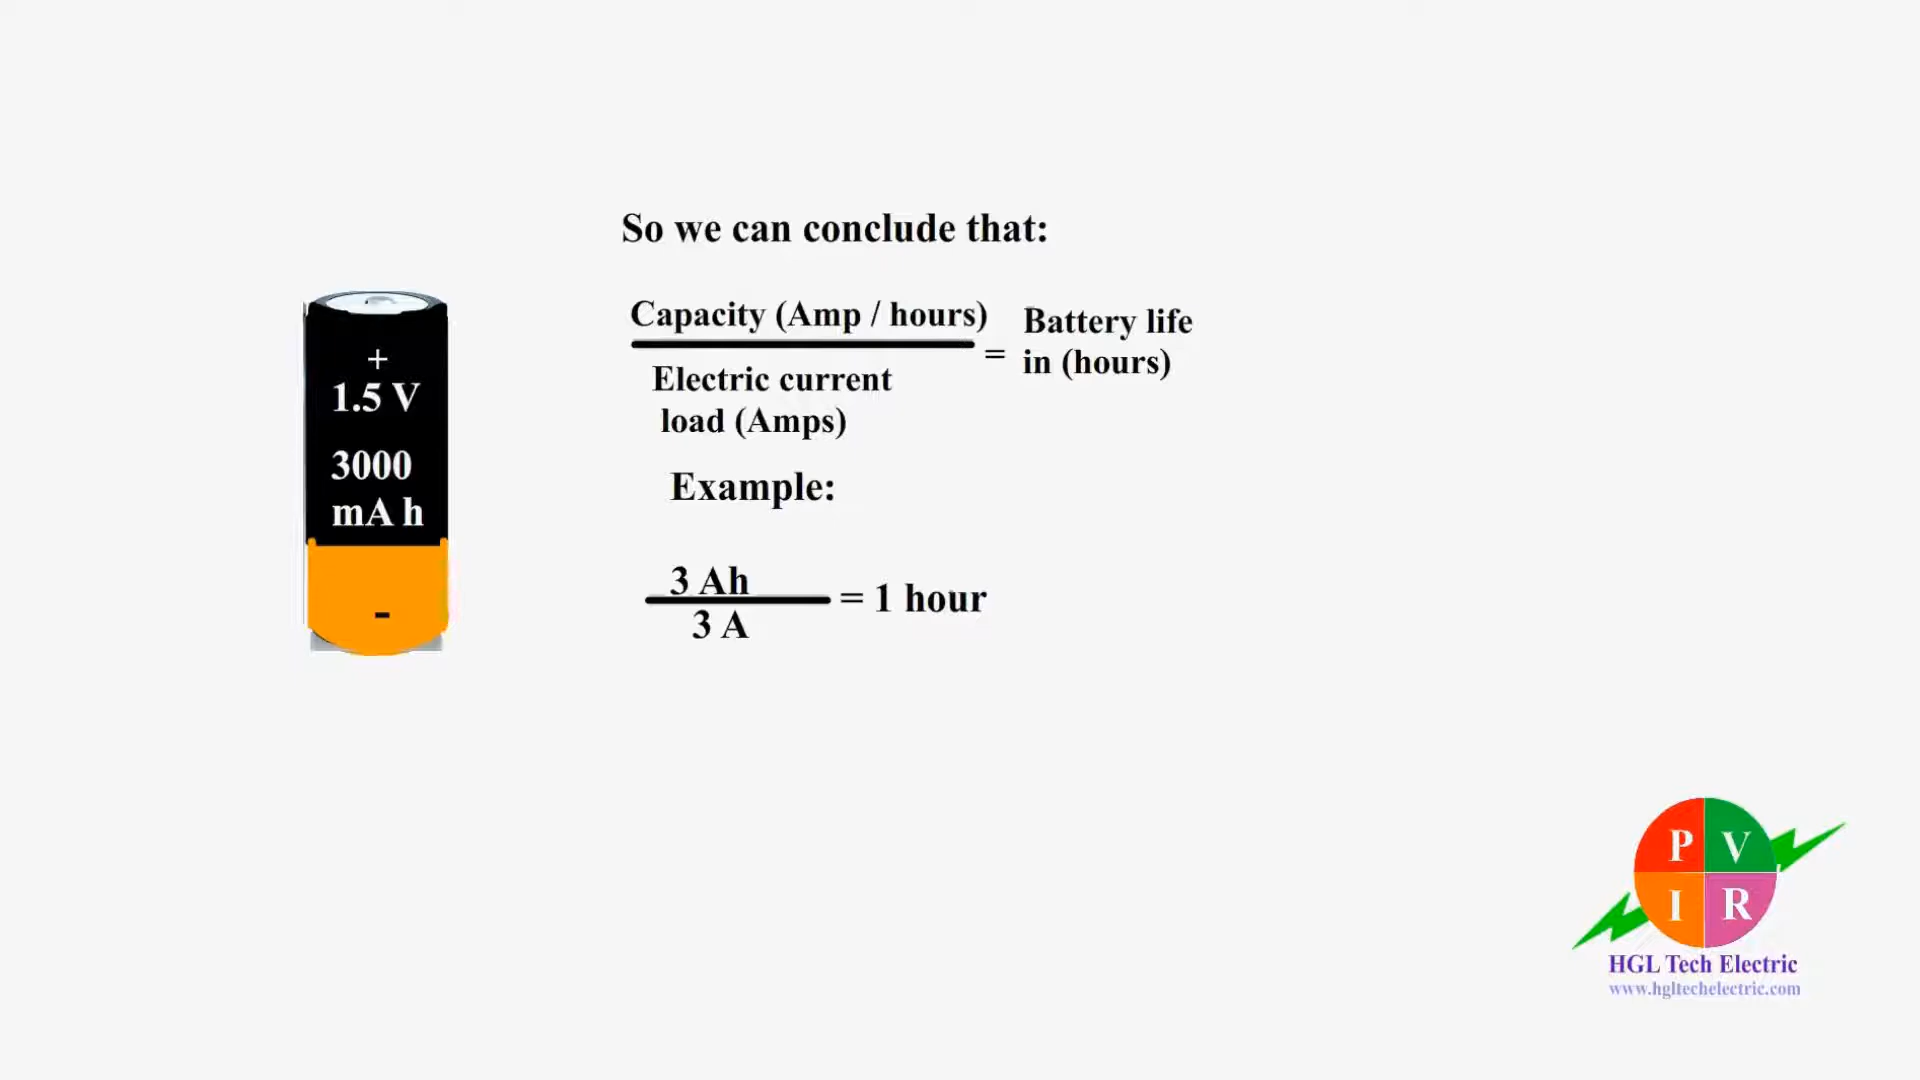 So we can conclude that:
Capacity (Amp / hours)
Electric current
load (Amps)
=
Battery life
in (hours)
+
1.5 V
3000
mA h
-
Example:
3 Ah
3 A
= 1 hour
P V
I R
HGL Tech Electric
www.hgltechelectric.com